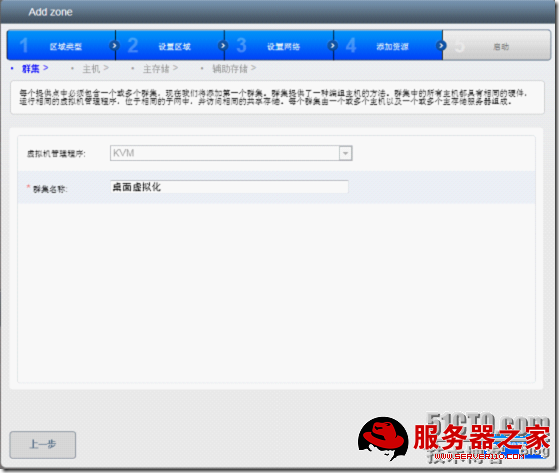 Add zone
1 区域类型 2 设置区域 3 设置网络 4 添加资源 5 启动
• 群集 > • 主机 > • 主存储 > • 辅助存储 >
每个提供点中必须包含一个或多个群集，现在我们将添加第一个群集。群集提供了一种编组主机的方法。群集中的所有主机都具有相同的硬件，
运行相同的虚拟机管理程序，位于相同的子网中，并访问相同的共享存储。每个群集由一个或多个主机以及一个或多个主存储服务器组成。
虚拟机管理程序: KVM
* 群集名称: 桌面虚拟化
上一步
51CTO.com
技术博客 Blog
服务器之家
WWW.SERVER110.COM